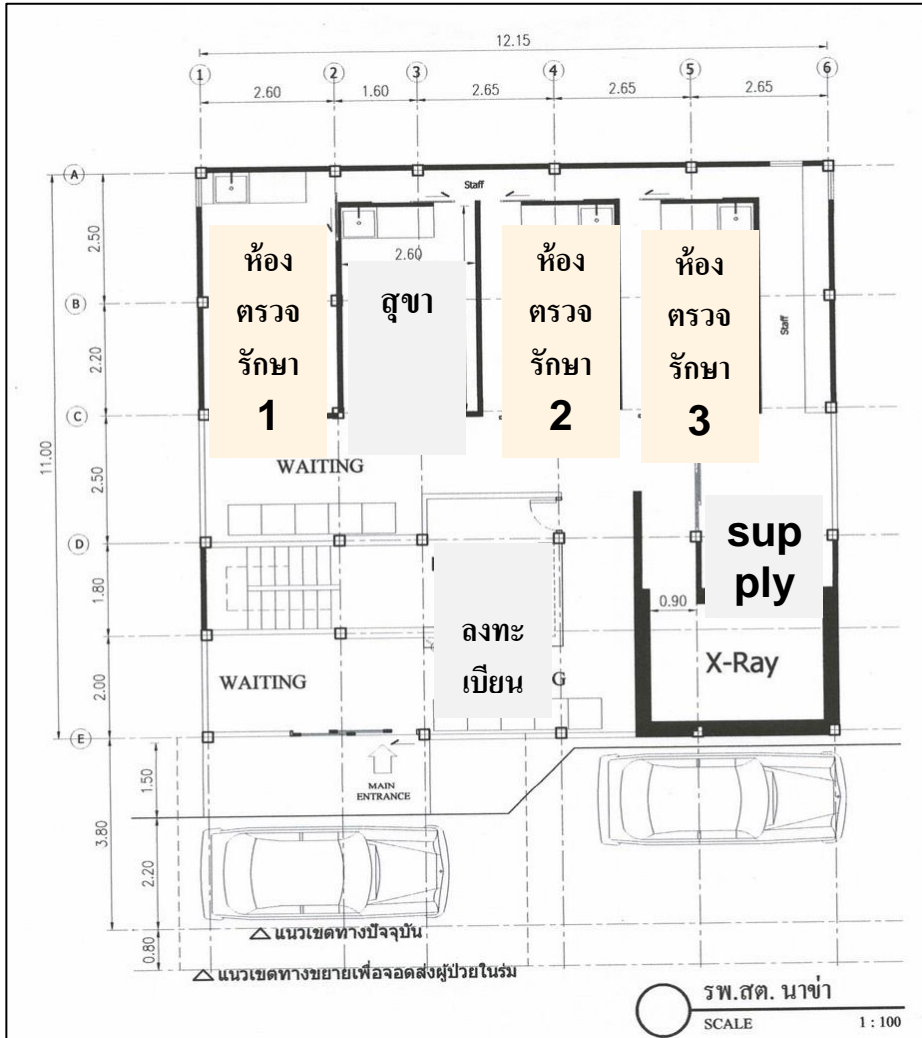 12.15
1
2
3
4
5
6
2.60
1.60
2.65
2.65
2.65
A
B
C
D
E
11.00
2.50
2.20
2.50
1.80
2.00
Staff
2.60
ห้อง
ตรวจ
รักษา
1
สุขา
ห้อง
ตรวจ
รักษา
2
ห้อง
ตรวจ
รักษา
3
Staff
WAITING
sup
ply
0.90
X-Ray
ลงทะ
เบียน
WAITING
G
MAIN
ENTRANCE
1.50
3.80
2.20
0.80
แนวเขตทางปัจจุบัน
แนวเขตทางขยายเพื่อจอดส่งผู้ป่วยในร่ม
รพ.สต. นาข่า
SCALE 1 : 100